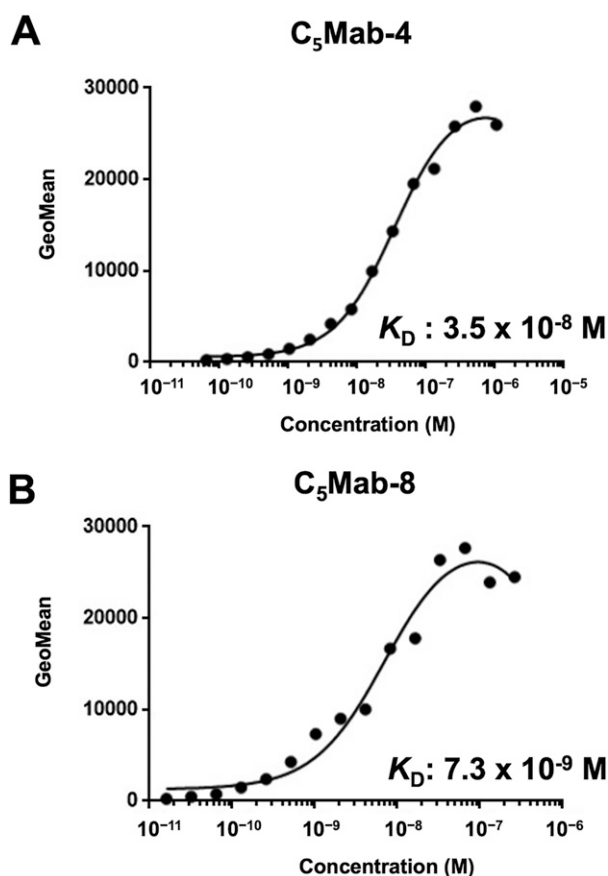 A
C₅Mab-4
30000
20000
10000
0
GeoMean
K_D : 3.5 x 10⁻⁸ M
10⁻¹¹ 10⁻¹⁰ 10⁻⁹ 10⁻⁸ 10⁻⁷ 10⁻⁶ 10⁻⁵
Concentration (M)
B
C₅Mab-8
30000
20000
10000
0
GeoMean
K_D: 7.3 x 10⁻⁹ M
10⁻¹¹ 10⁻¹⁰ 10⁻⁹ 10⁻⁸ 10⁻⁷ 10⁻⁶
Concentration (M)